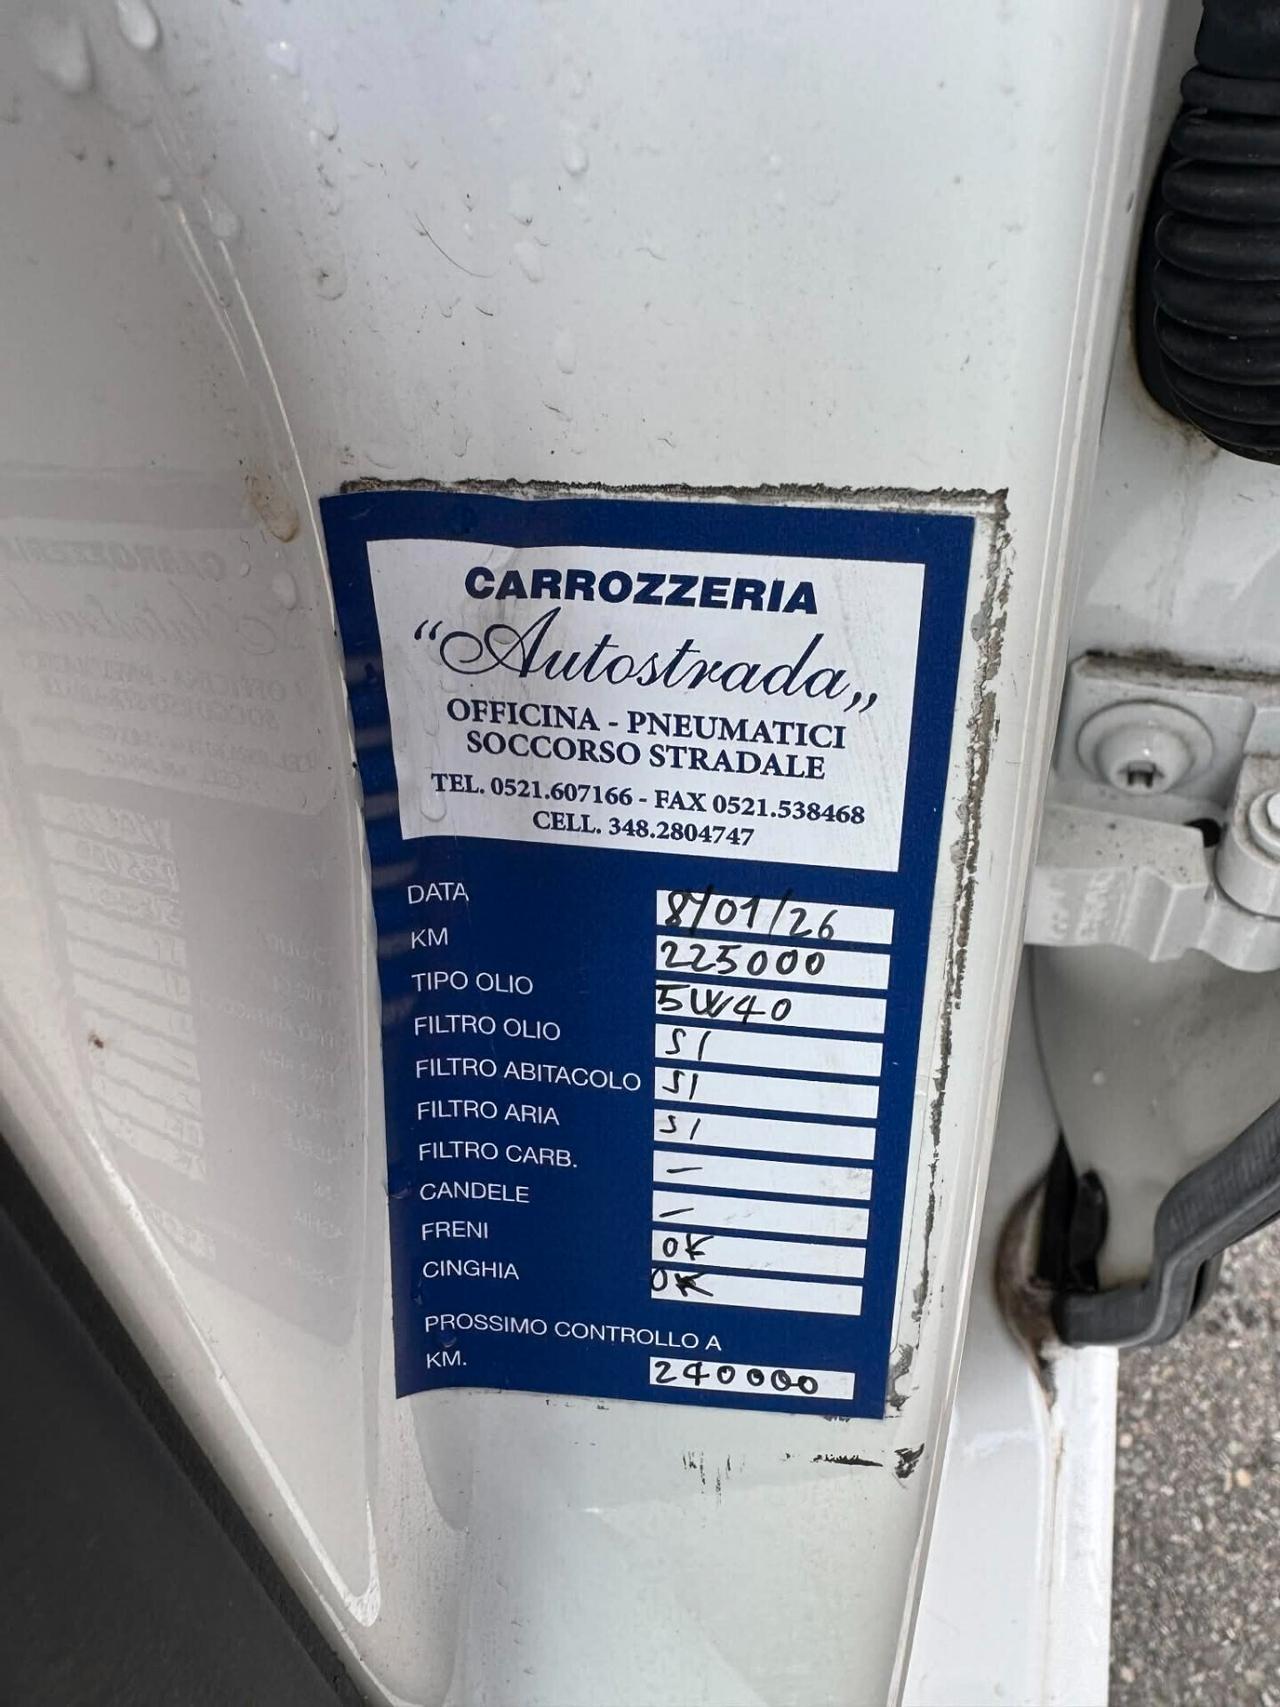 CARROZZERIA
“Autostrada„
OFFICINA - PNEUMATICI
SOCCORSO STRADALE
TEL. 0521.607166 - FAX 0521.538468
CELL. 348.2804747
DATA 8/01/26
KM 225000
TIPO OLIO 5W40
FILTRO OLIO SI
FILTRO ABITACOLO SI
FILTRO ARIA SI
FILTRO CARB. –
CANDELE –
FRENI OK
CINGHIA OK
PROSSIMO CONTROLLO A
KM. 240000